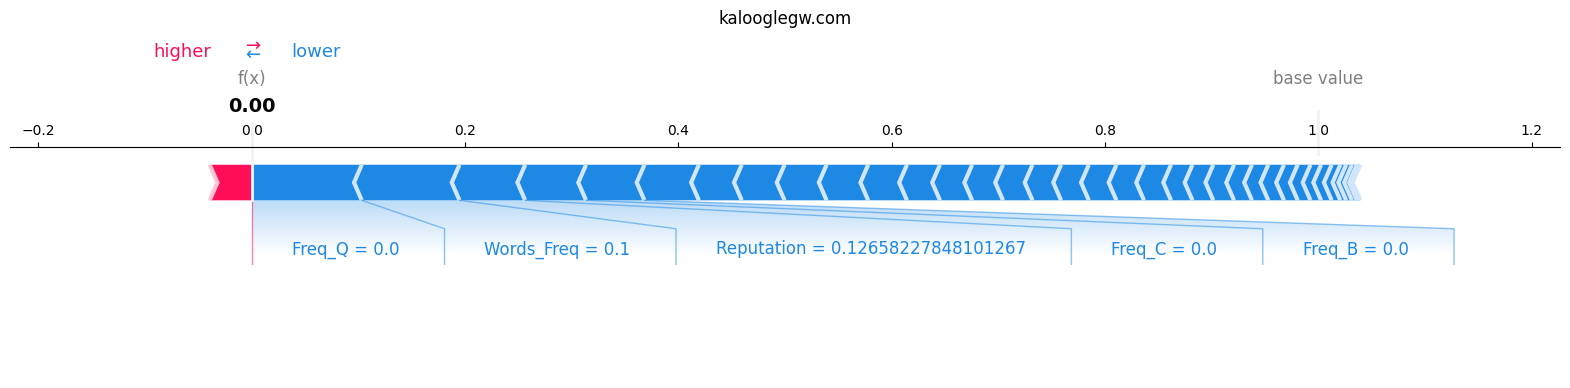 kalooglegw.com
higher ⇄ lower
f(x) base value
0.00
−0.2 0.0 0.2 0.4 0.6 0.8 1.0 1.2
Freq_Q = 0.0 Words_Freq = 0.1 Reputation = 0.12658227848101267 Freq_C = 0.0 Freq_B = 0.0